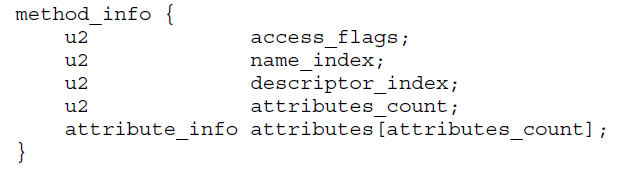 method_info {
    u2             access_flags;
    u2             name_index;
    u2             descriptor_index;
    u2             attributes_count;
    attribute_info attributes[attributes_count];
}